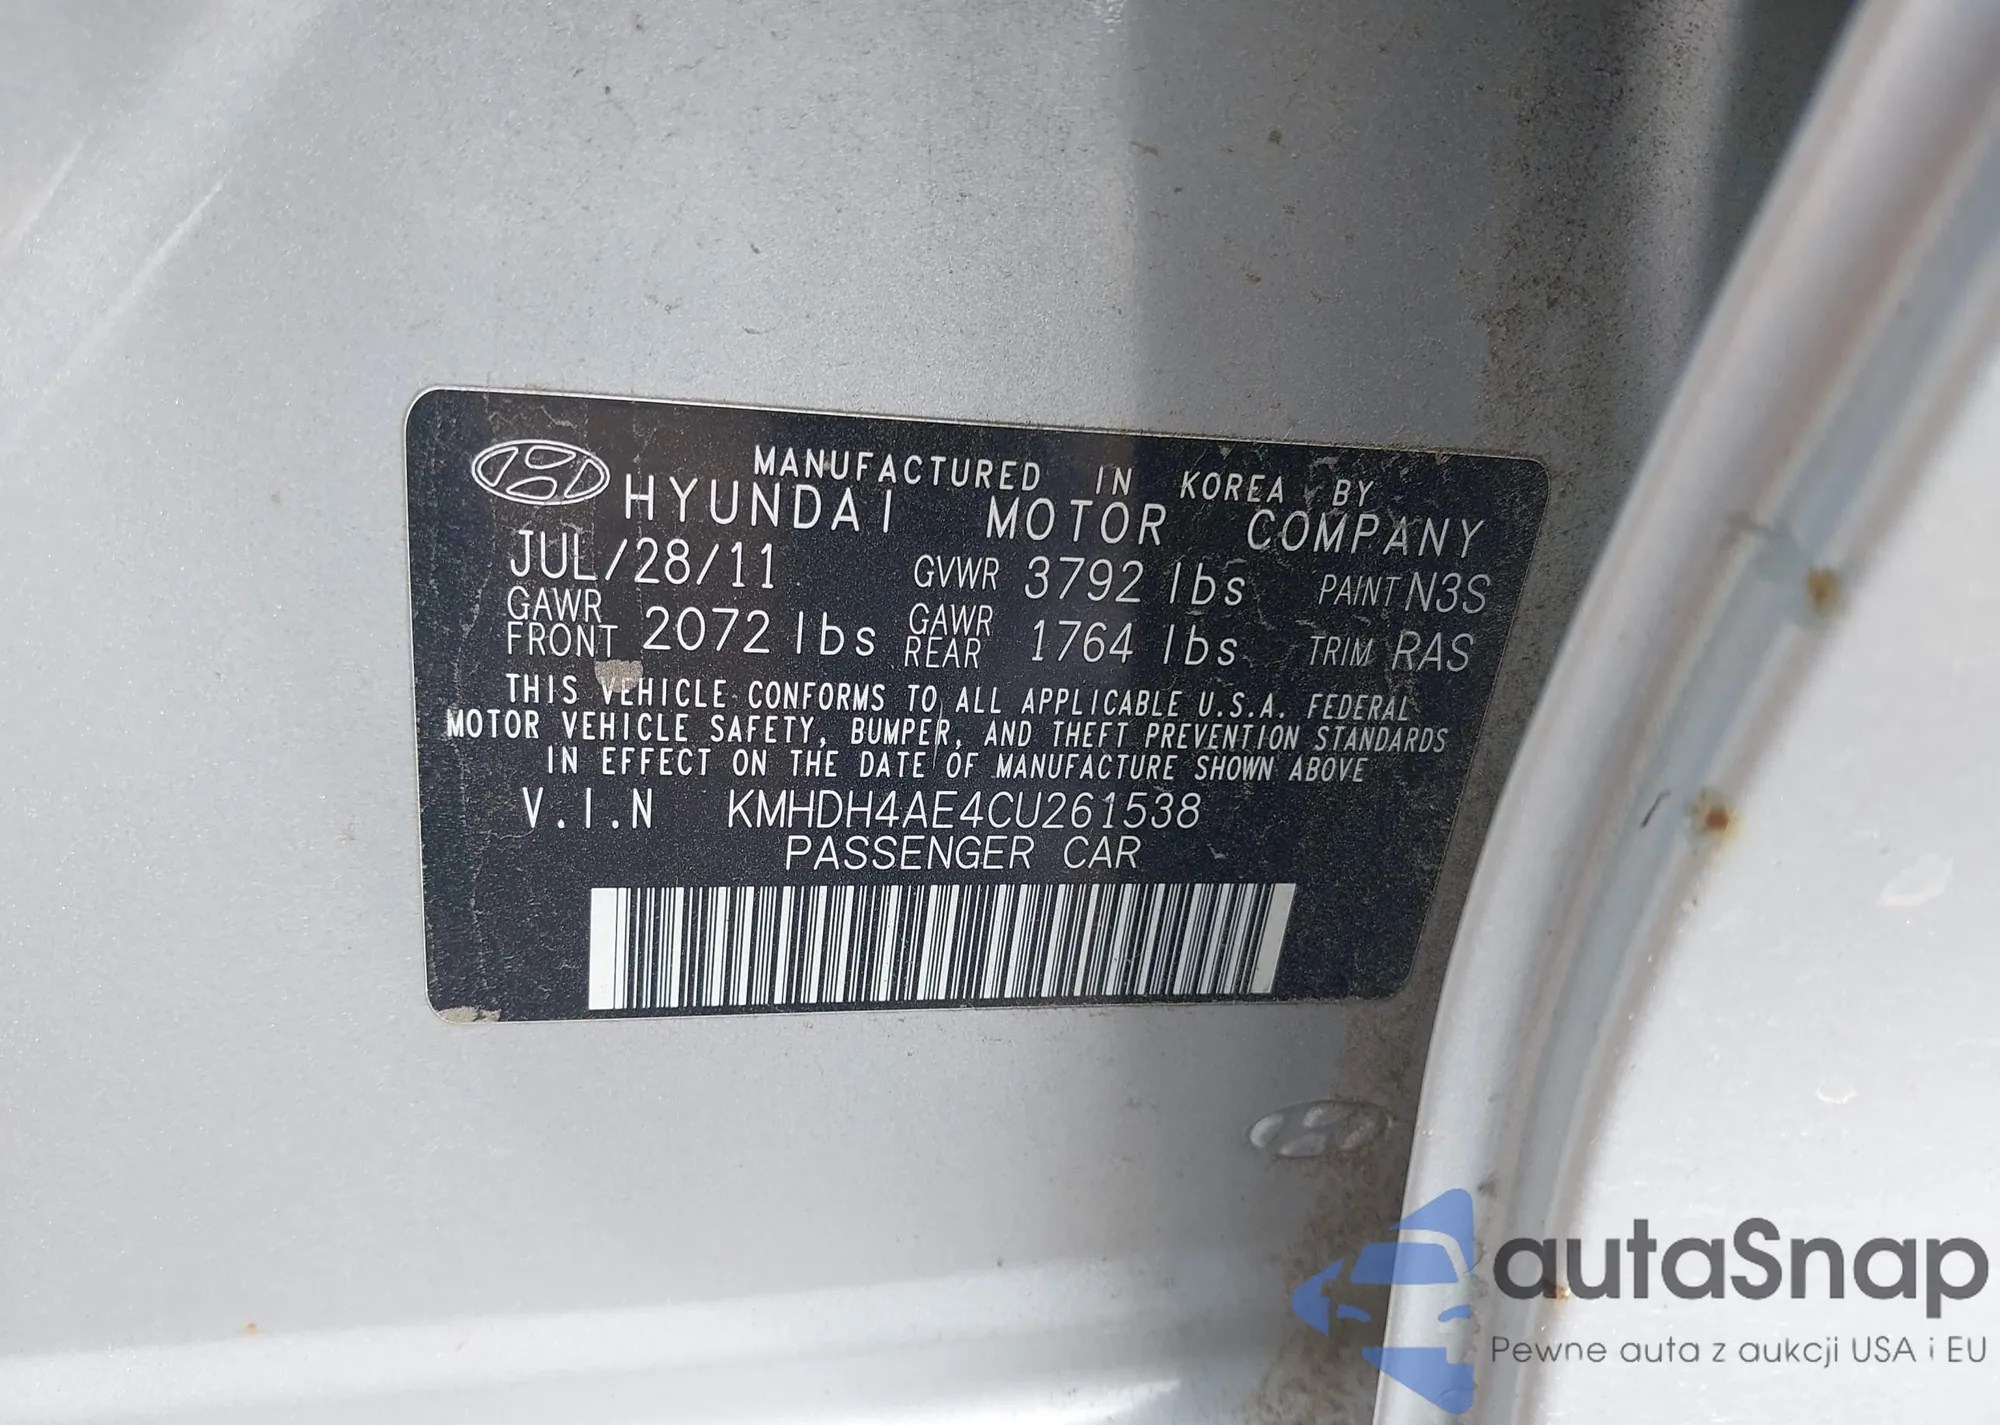 MANUFACTURED IN KOREA BY
HYUNDAI MOTOR COMPANY
JUL/28/11 GVWR 3792 lbs PAINT N3S
GAWR FRONT 2072 lbs GAWR REAR 1764 lbs TRIM RAS
THIS VEHICLE CONFORMS TO ALL APPLICABLE U.S.A. FEDERAL
MOTOR VEHICLE SAFETY, BUMPER, AND THEFT PREVENTION STANDARDS
IN EFFECT ON THE DATE OF MANUFACTURE SHOWN ABOVE
V.I.N KMHDH4AE4CU261538
PASSENGER CAR
autaSnap
Pewne auta z aukcji USA i EU